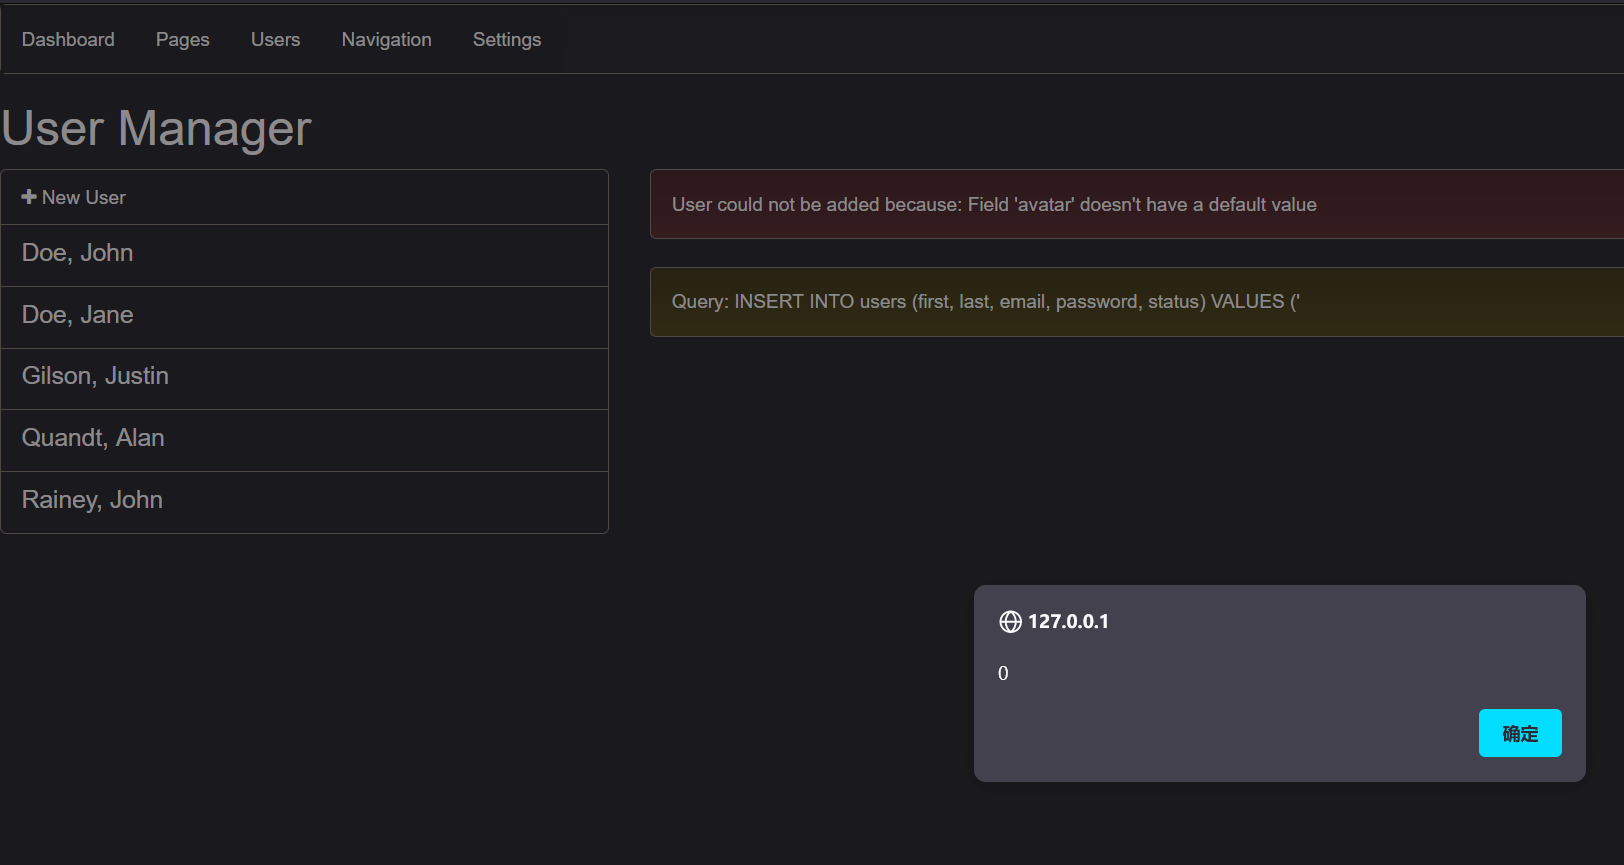 Dashboard Pages Users Navigation Settings
User Manager
New User
Doe, John
Doe, Jane
Gilson, Justin
Quandt, Alan
Rainey, John
User could not be added because: Field 'avatar' doesn't have a default value
Query: INSERT INTO users (first, last, email, password, status) VALUES ('
127.0.0.1
0
确定